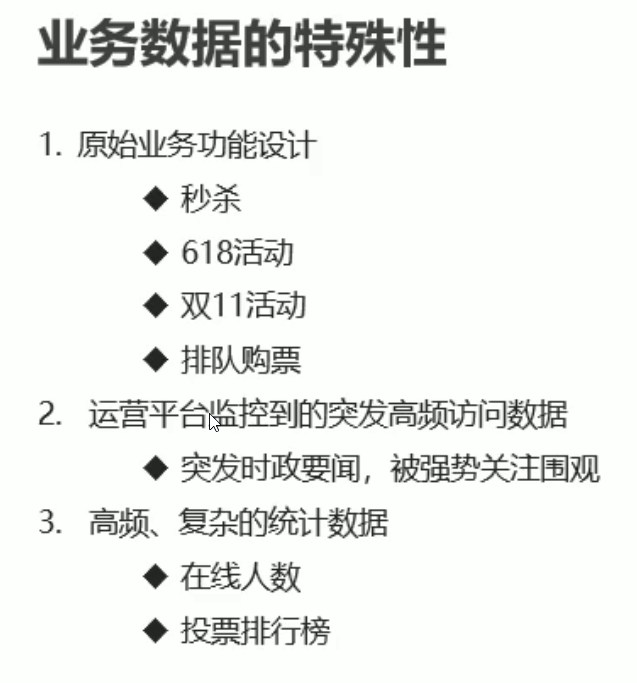 业务数据的特殊性
1. 原始业务功能设计
◆ 秒杀
◆ 618活动
◆ 双11活动
◆ 排队购票
2. 运营平台监控到的突发高频访问数据
◆ 突发时政要闻，被强势关注围观
3. 高频、复杂的统计数据
◆ 在线人数
◆ 投票排行榜